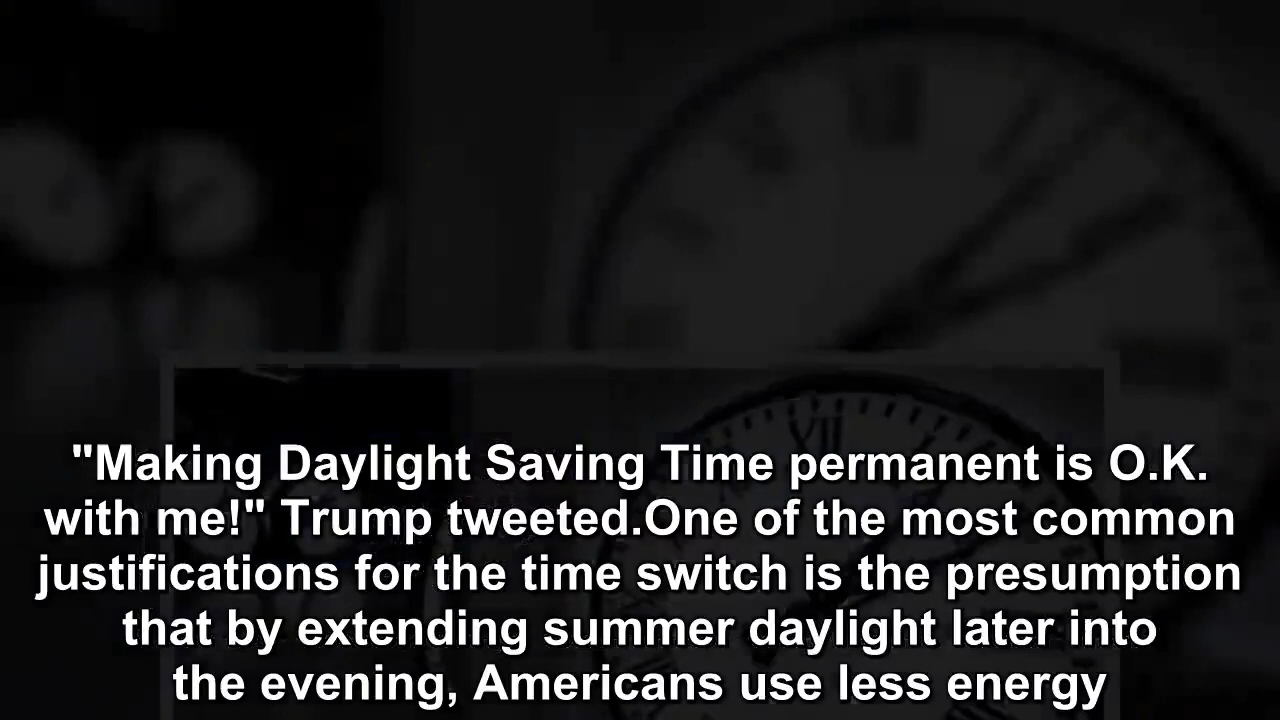 "Making Daylight Saving Time permanent is O.K.
with me!" Trump tweeted.One of the most common
justifications for the time switch is the presumption
that by extending summer daylight later into
the evening, Americans use less energy
XII